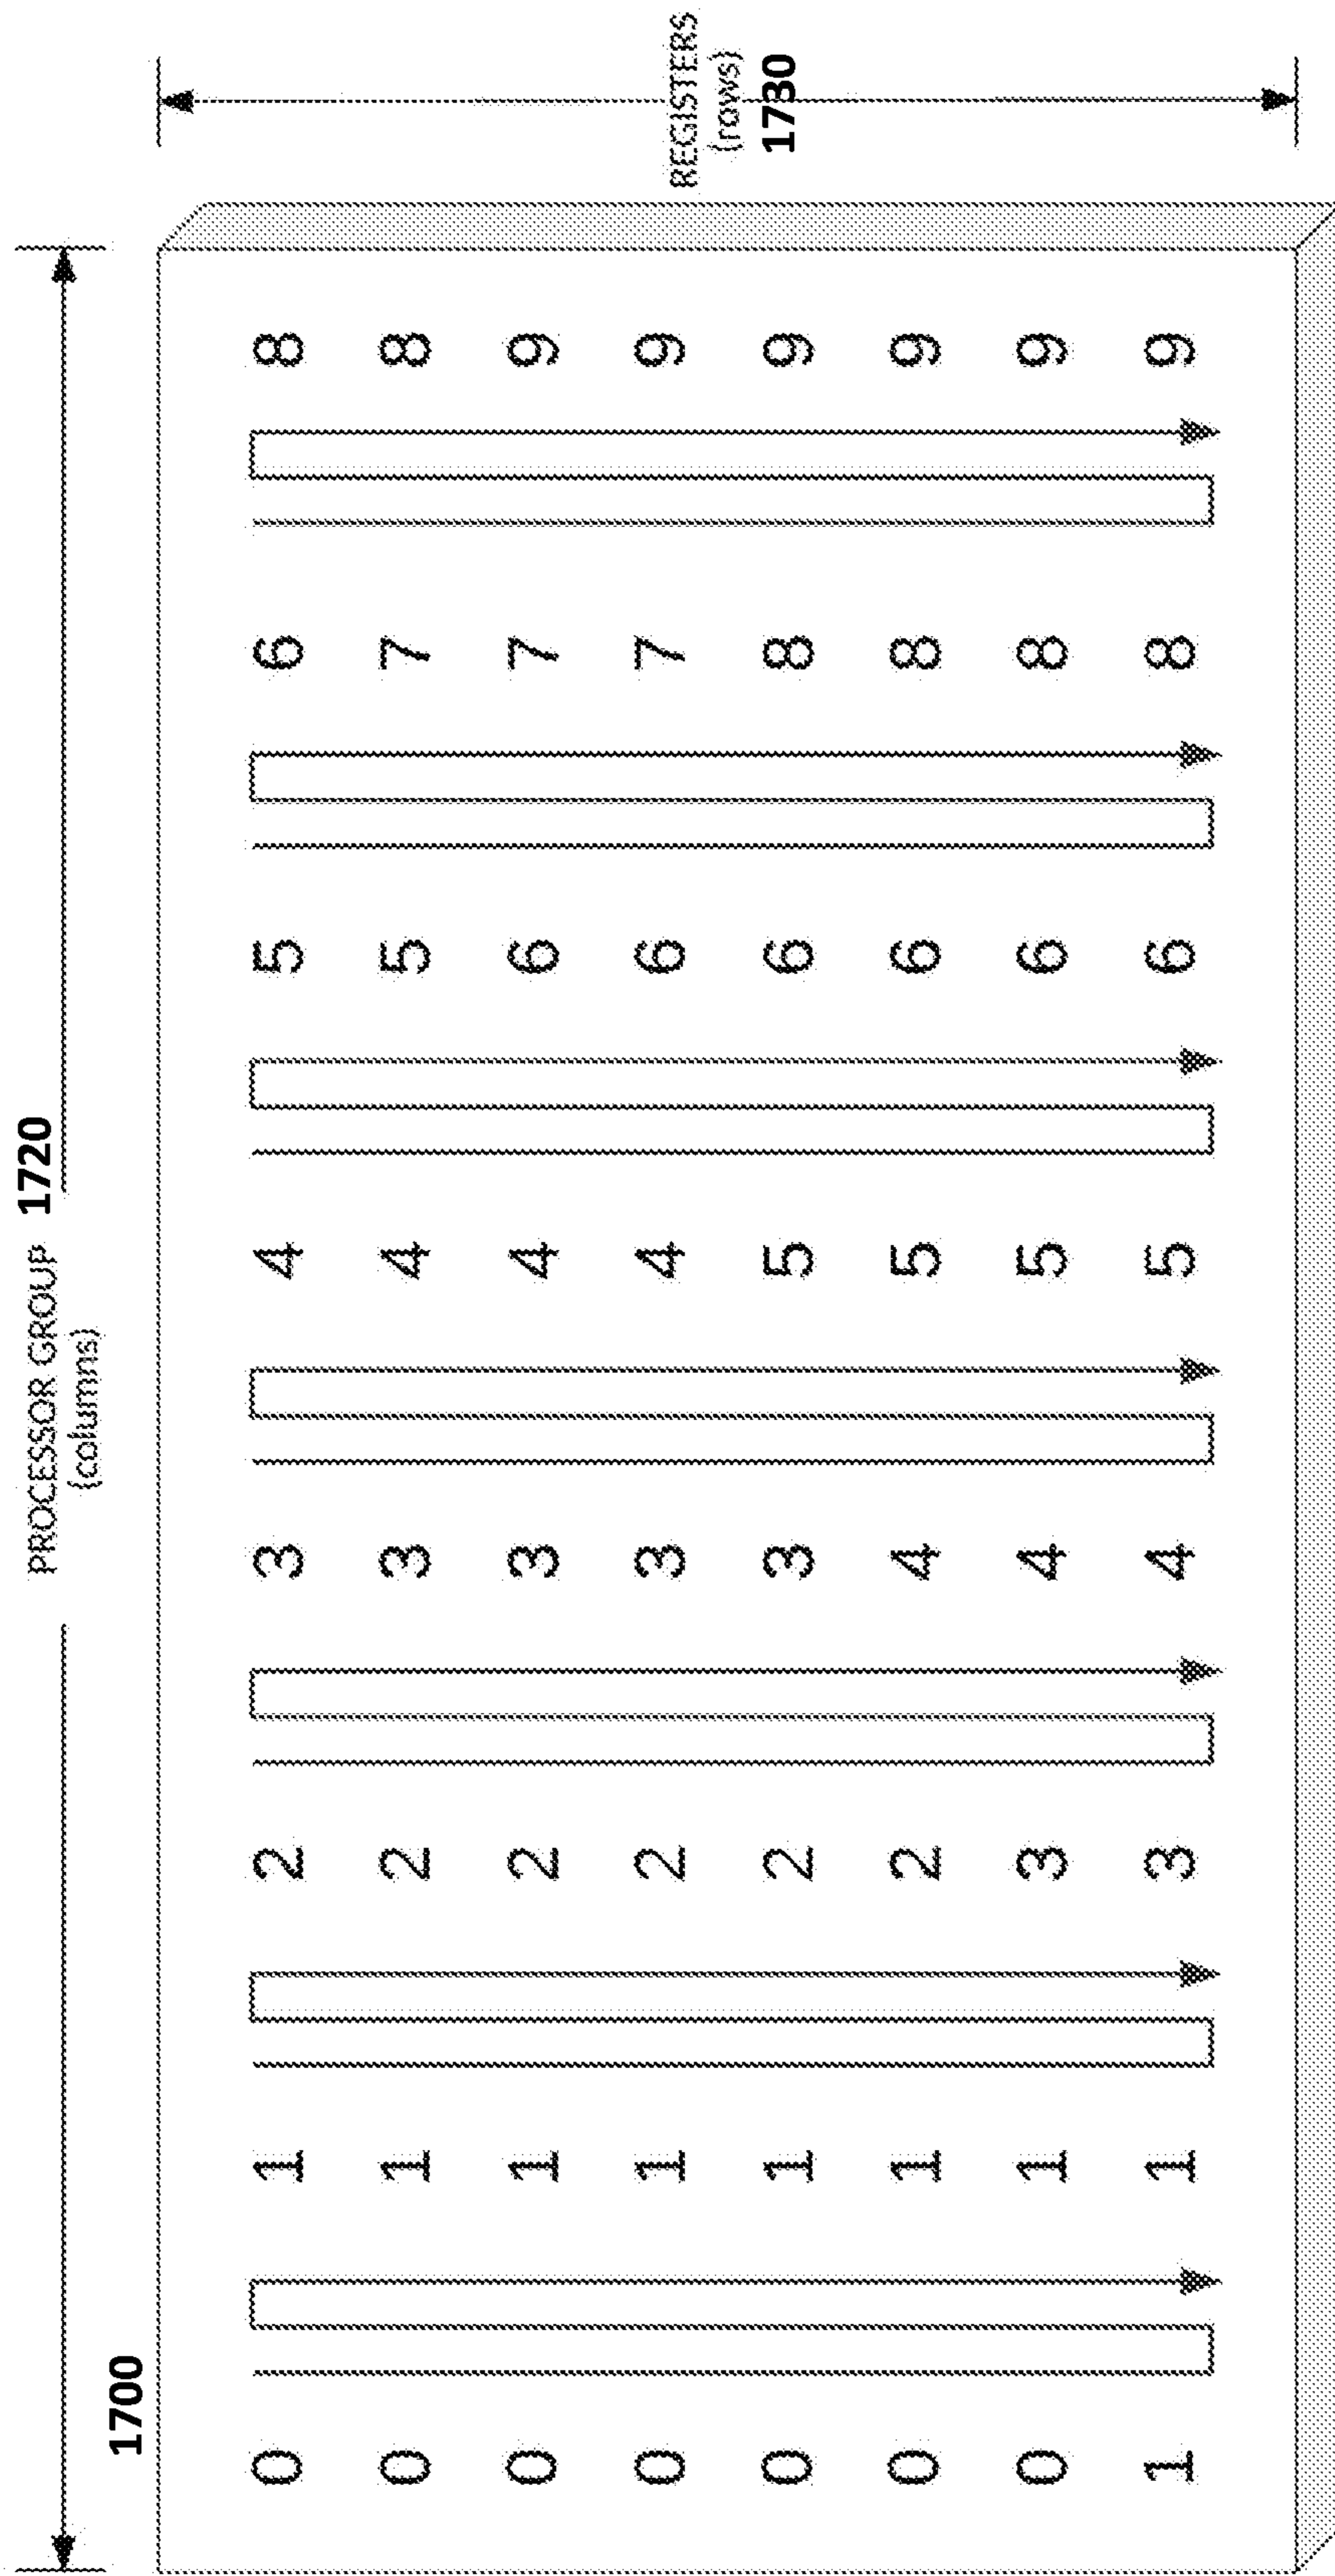 PROCESSOR GROUP 1720
(columns)
1700
0 1 2 3 4 5 6 8
0 1 2 3 4 5 7 8
0 1 2 3 4 6 7 9
0 1 2 3 4 6 7 9
0 1 2 3 5 6 8 9
0 1 2 4 5 6 8 9
0 1 3 4 5 6 8 9
1 1 3 4 5 6 8 9
REGISTERS
(rows)
1730